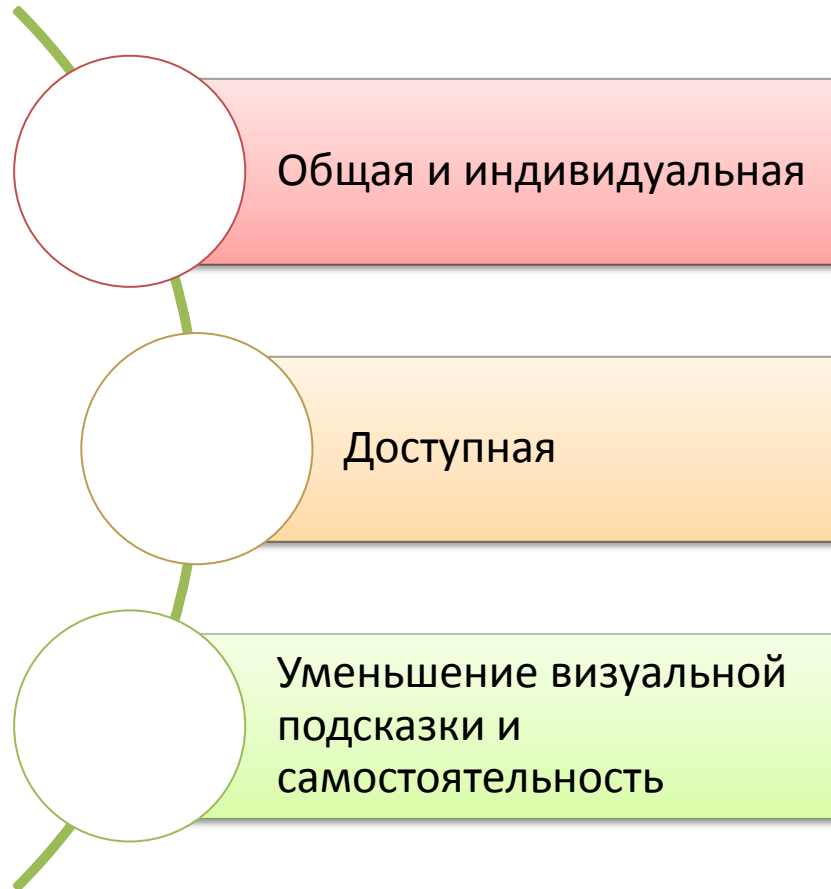 Общая и индивидуальная
Доступная
Уменьшение визуальной
подсказки и
самостоятельность